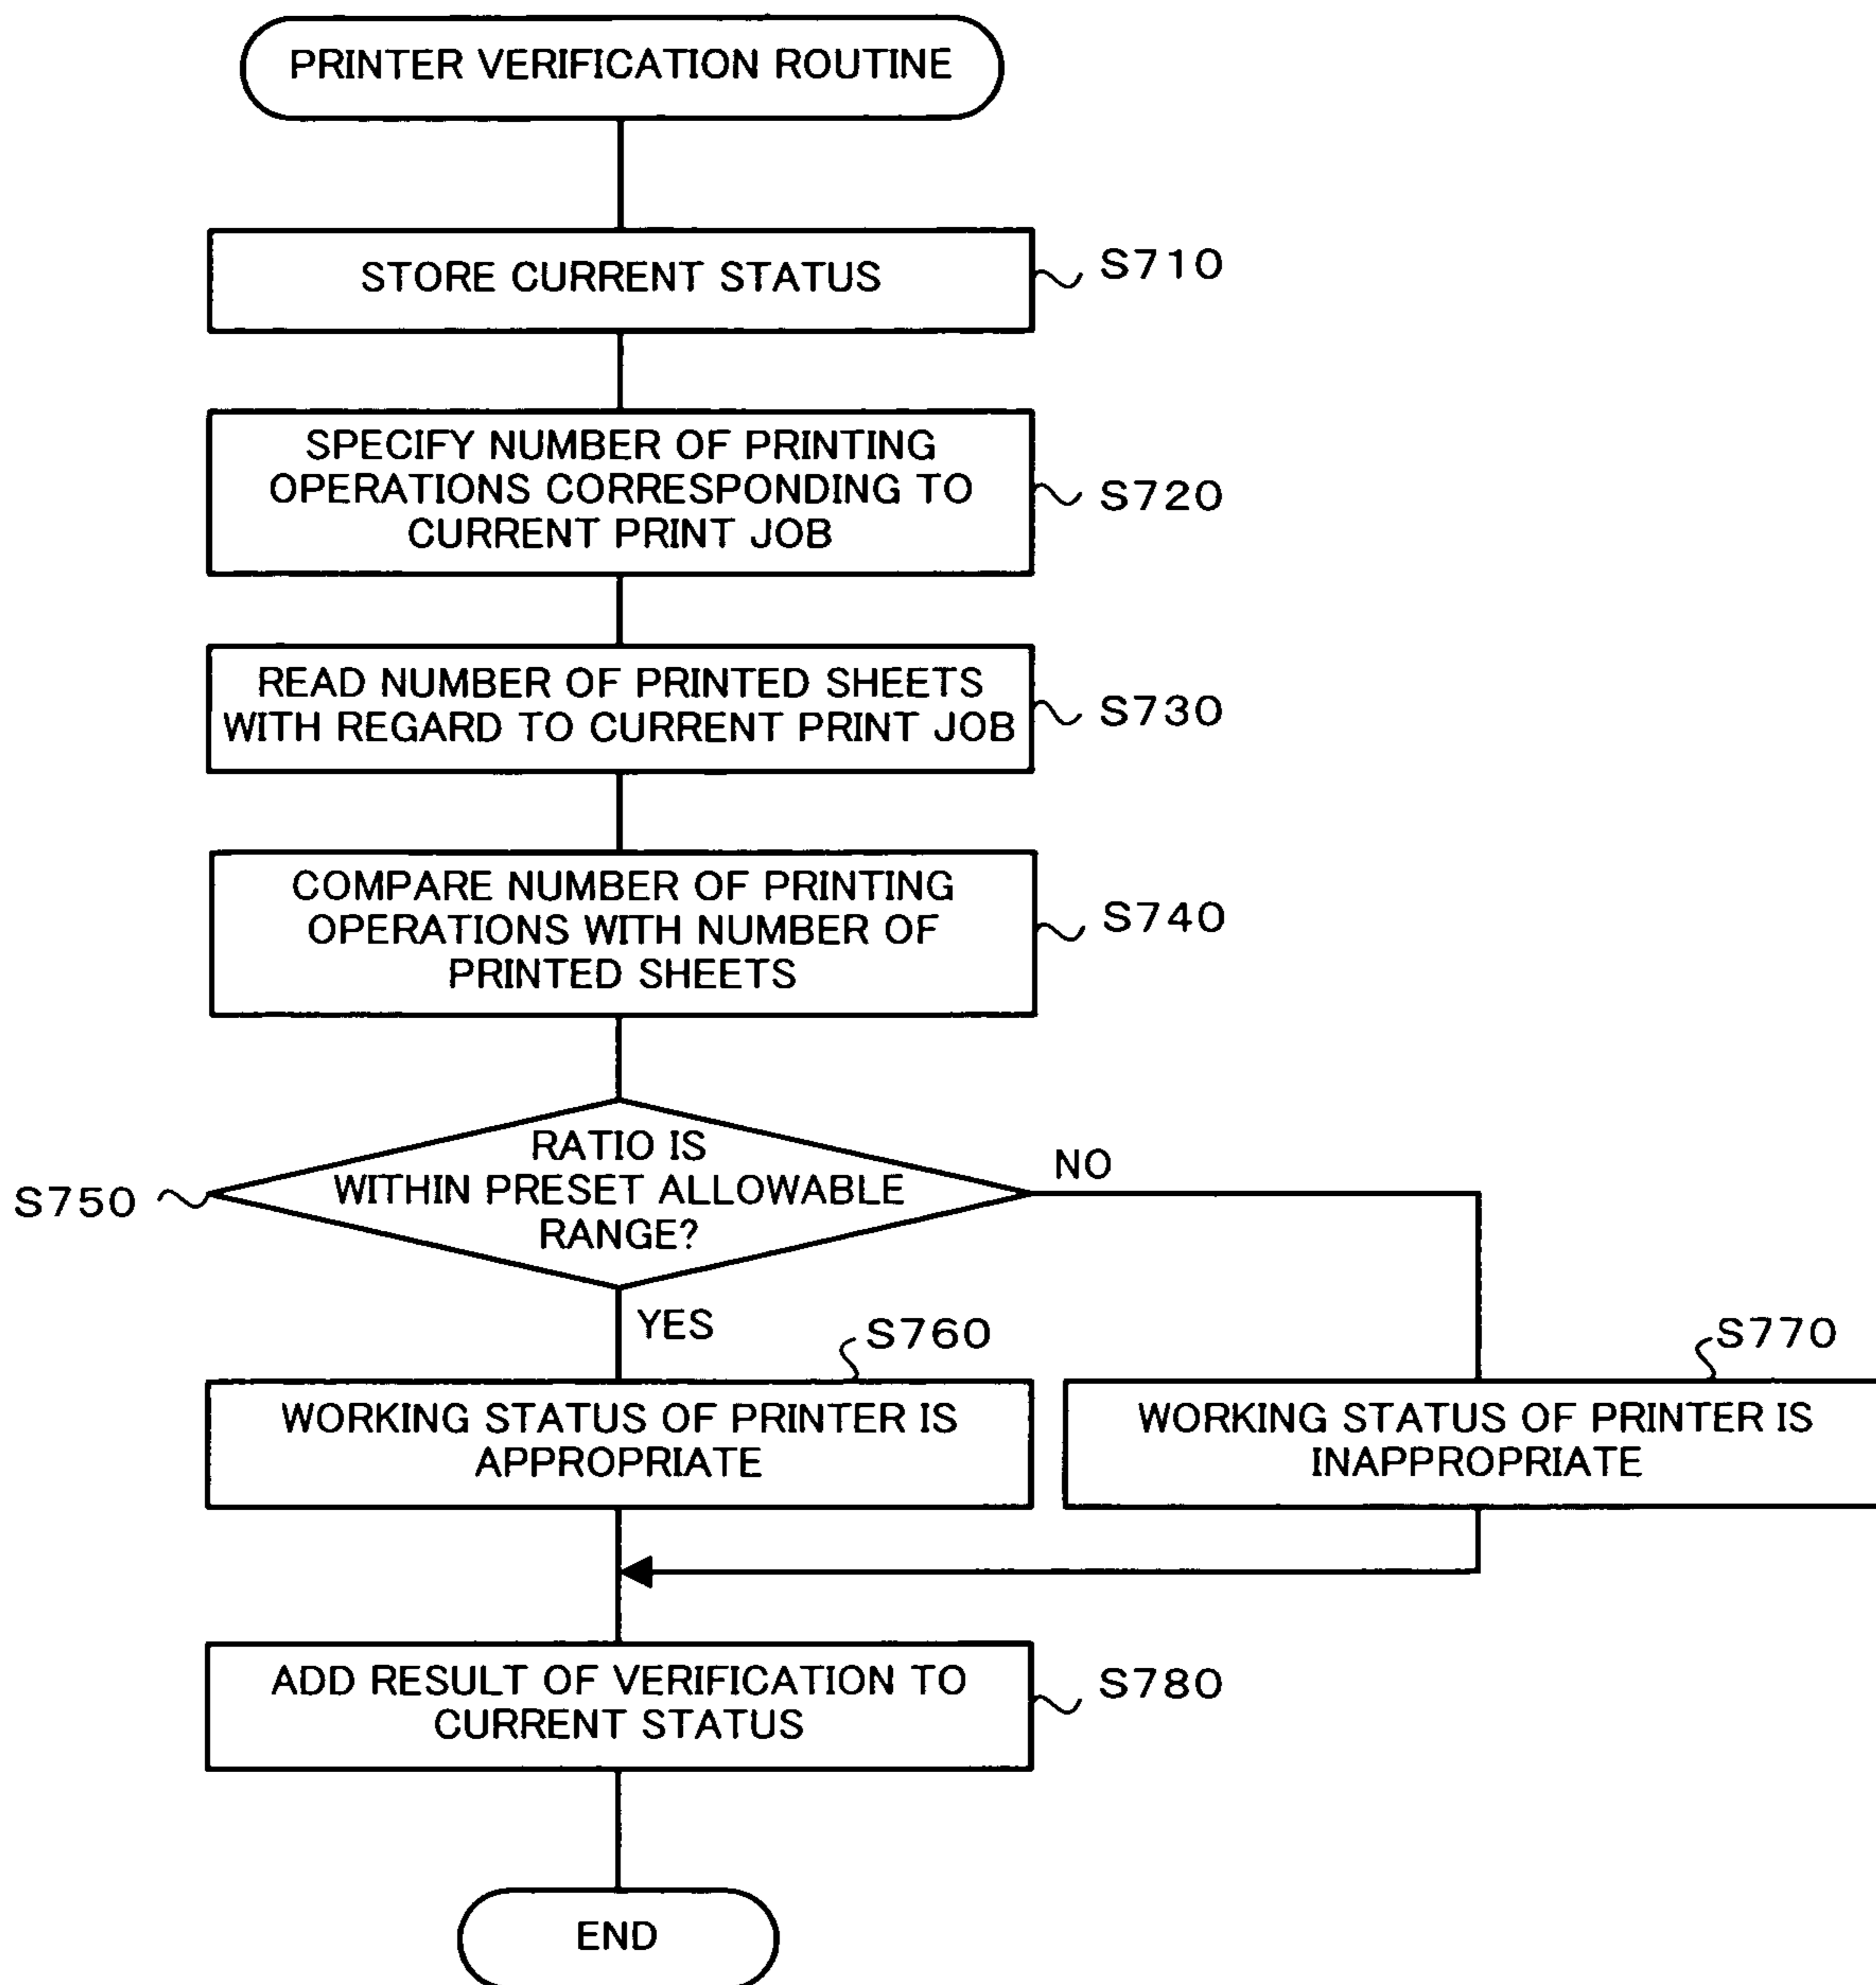 PRINTER VERIFICATION ROUTINE
STORE CURRENT STATUS
S710
SPECIFY NUMBER OF PRINTING
OPERATIONS CORRESPONDING TO
CURRENT PRINT JOB
S720
READ NUMBER OF PRINTED SHEETS
WITH REGARD TO CURRENT PRINT JOB
S730
COMPARE NUMBER OF PRINTING
OPERATIONS WITH NUMBER OF
PRINTED SHEETS
S740
RATIO IS
WITHIN PRESET ALLOWABLE
RANGE?
S750
NO
YES
S760
WORKING STATUS OF PRINTER IS
APPROPRIATE
S770
WORKING STATUS OF PRINTER IS
INAPPROPRIATE
ADD RESULT OF VERIFICATION TO
CURRENT STATUS
S780
END